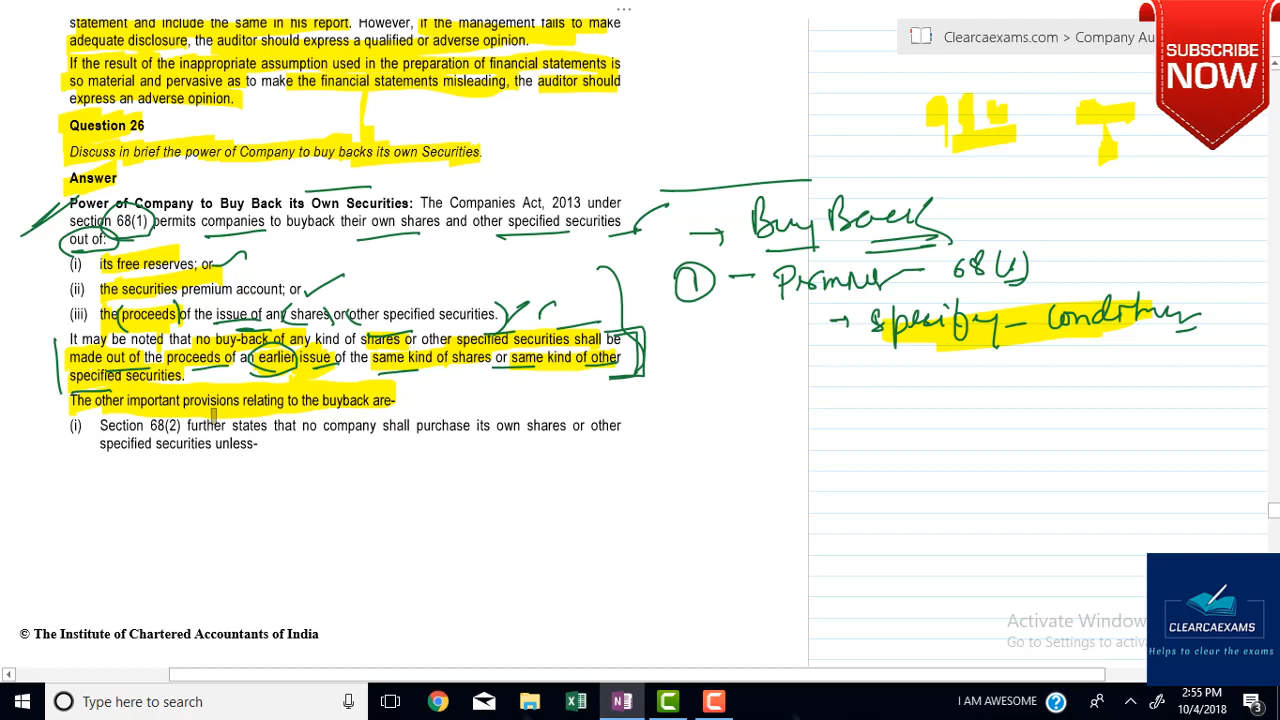 statement and include the same in his report. However, if the management fails to make
adequate disclosure, the auditor should express a qualified or adverse opinion.
If the result of the inappropriate assumption used in the preparation of financial statements is
so material and pervasive as to make the financial statements misleading, the auditor should
express an adverse opinion.
Question 26
Discuss in brief the power of Company to buy backs its own Securities.
Answer
Power of Company to Buy Back its Own Securities: The Companies Act, 2013 under
section 68(1) permits companies to buyback their own shares and other specified securities
out of:
(i) its free reserves; or
(ii) the securities premium account; or
(iii) the (proceeds) of the issue of any (shares) or (other specified securities.
It may be noted that no buy-back of any kind of shares or other specified securities shall be
made out of the proceeds of an earlier issue of the same kind of shares or same kind of other
specified securities.
The other important provisions relating to the buyback are-
(i) Section 68(2) further states that no company shall purchase its own shares or other
specified securities unless-
© The Institute of Chartered Accountants of India
Clearcaexams.com > Company Au
SUBSCRIBE
NOW
→ Buy Back
① - 68(1)
→ specify - conditions
Activate Window
Go to Settings to activa
CLEARCAEXAMS
Helps to clear the exams
Type here to search
I AM AWESOME
2:55 PM
10/4/2018
3